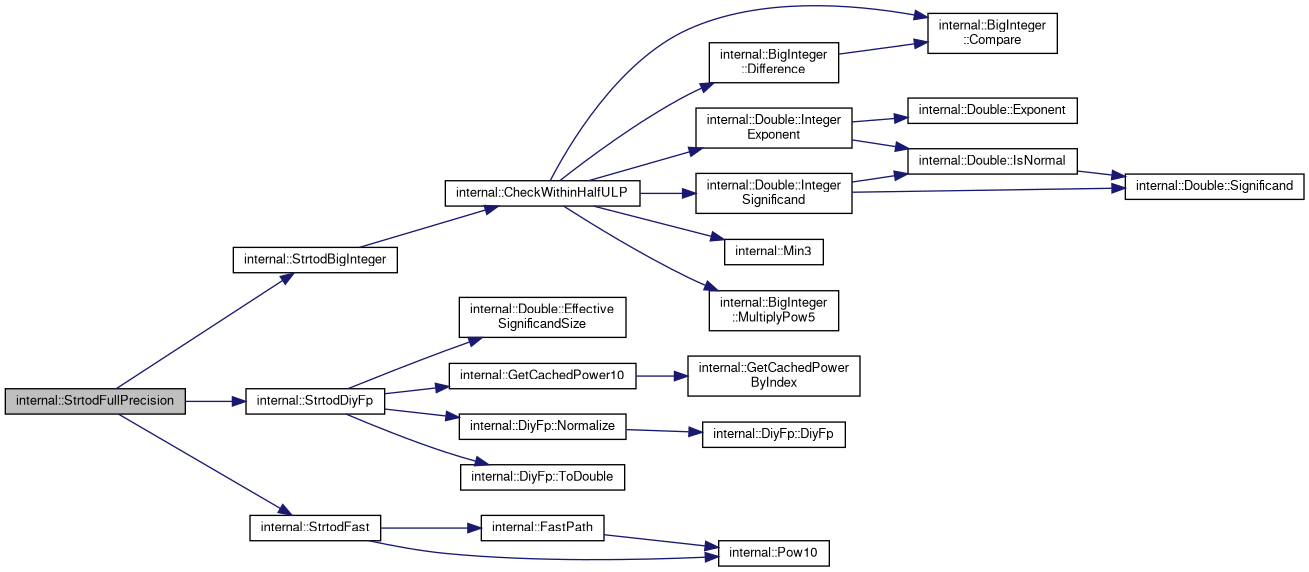 internal::BigInteger
::Compare
internal::BigInteger
::Difference
internal::Double::Exponent
internal::Double::Integer
Exponent
internal::Double::IsNormal
internal::CheckWithinHalfULP
internal::Double::Integer
Significand
internal::Double::Significand
internal::StrtodBigInteger
internal::Min3
internal::BigInteger
::MultiplyPow5
internal::Double::Effective
SignificandSize
internal::GetCachedPower10
internal::GetCachedPower
ByIndex
internal::StrtodFullPrecision
internal::StrtodDiyFp
internal::DiyFp::Normalize
internal::DiyFp::DiyFp
internal::DiyFp::ToDouble
internal::StrtodFast
internal::FastPath
internal::Pow10